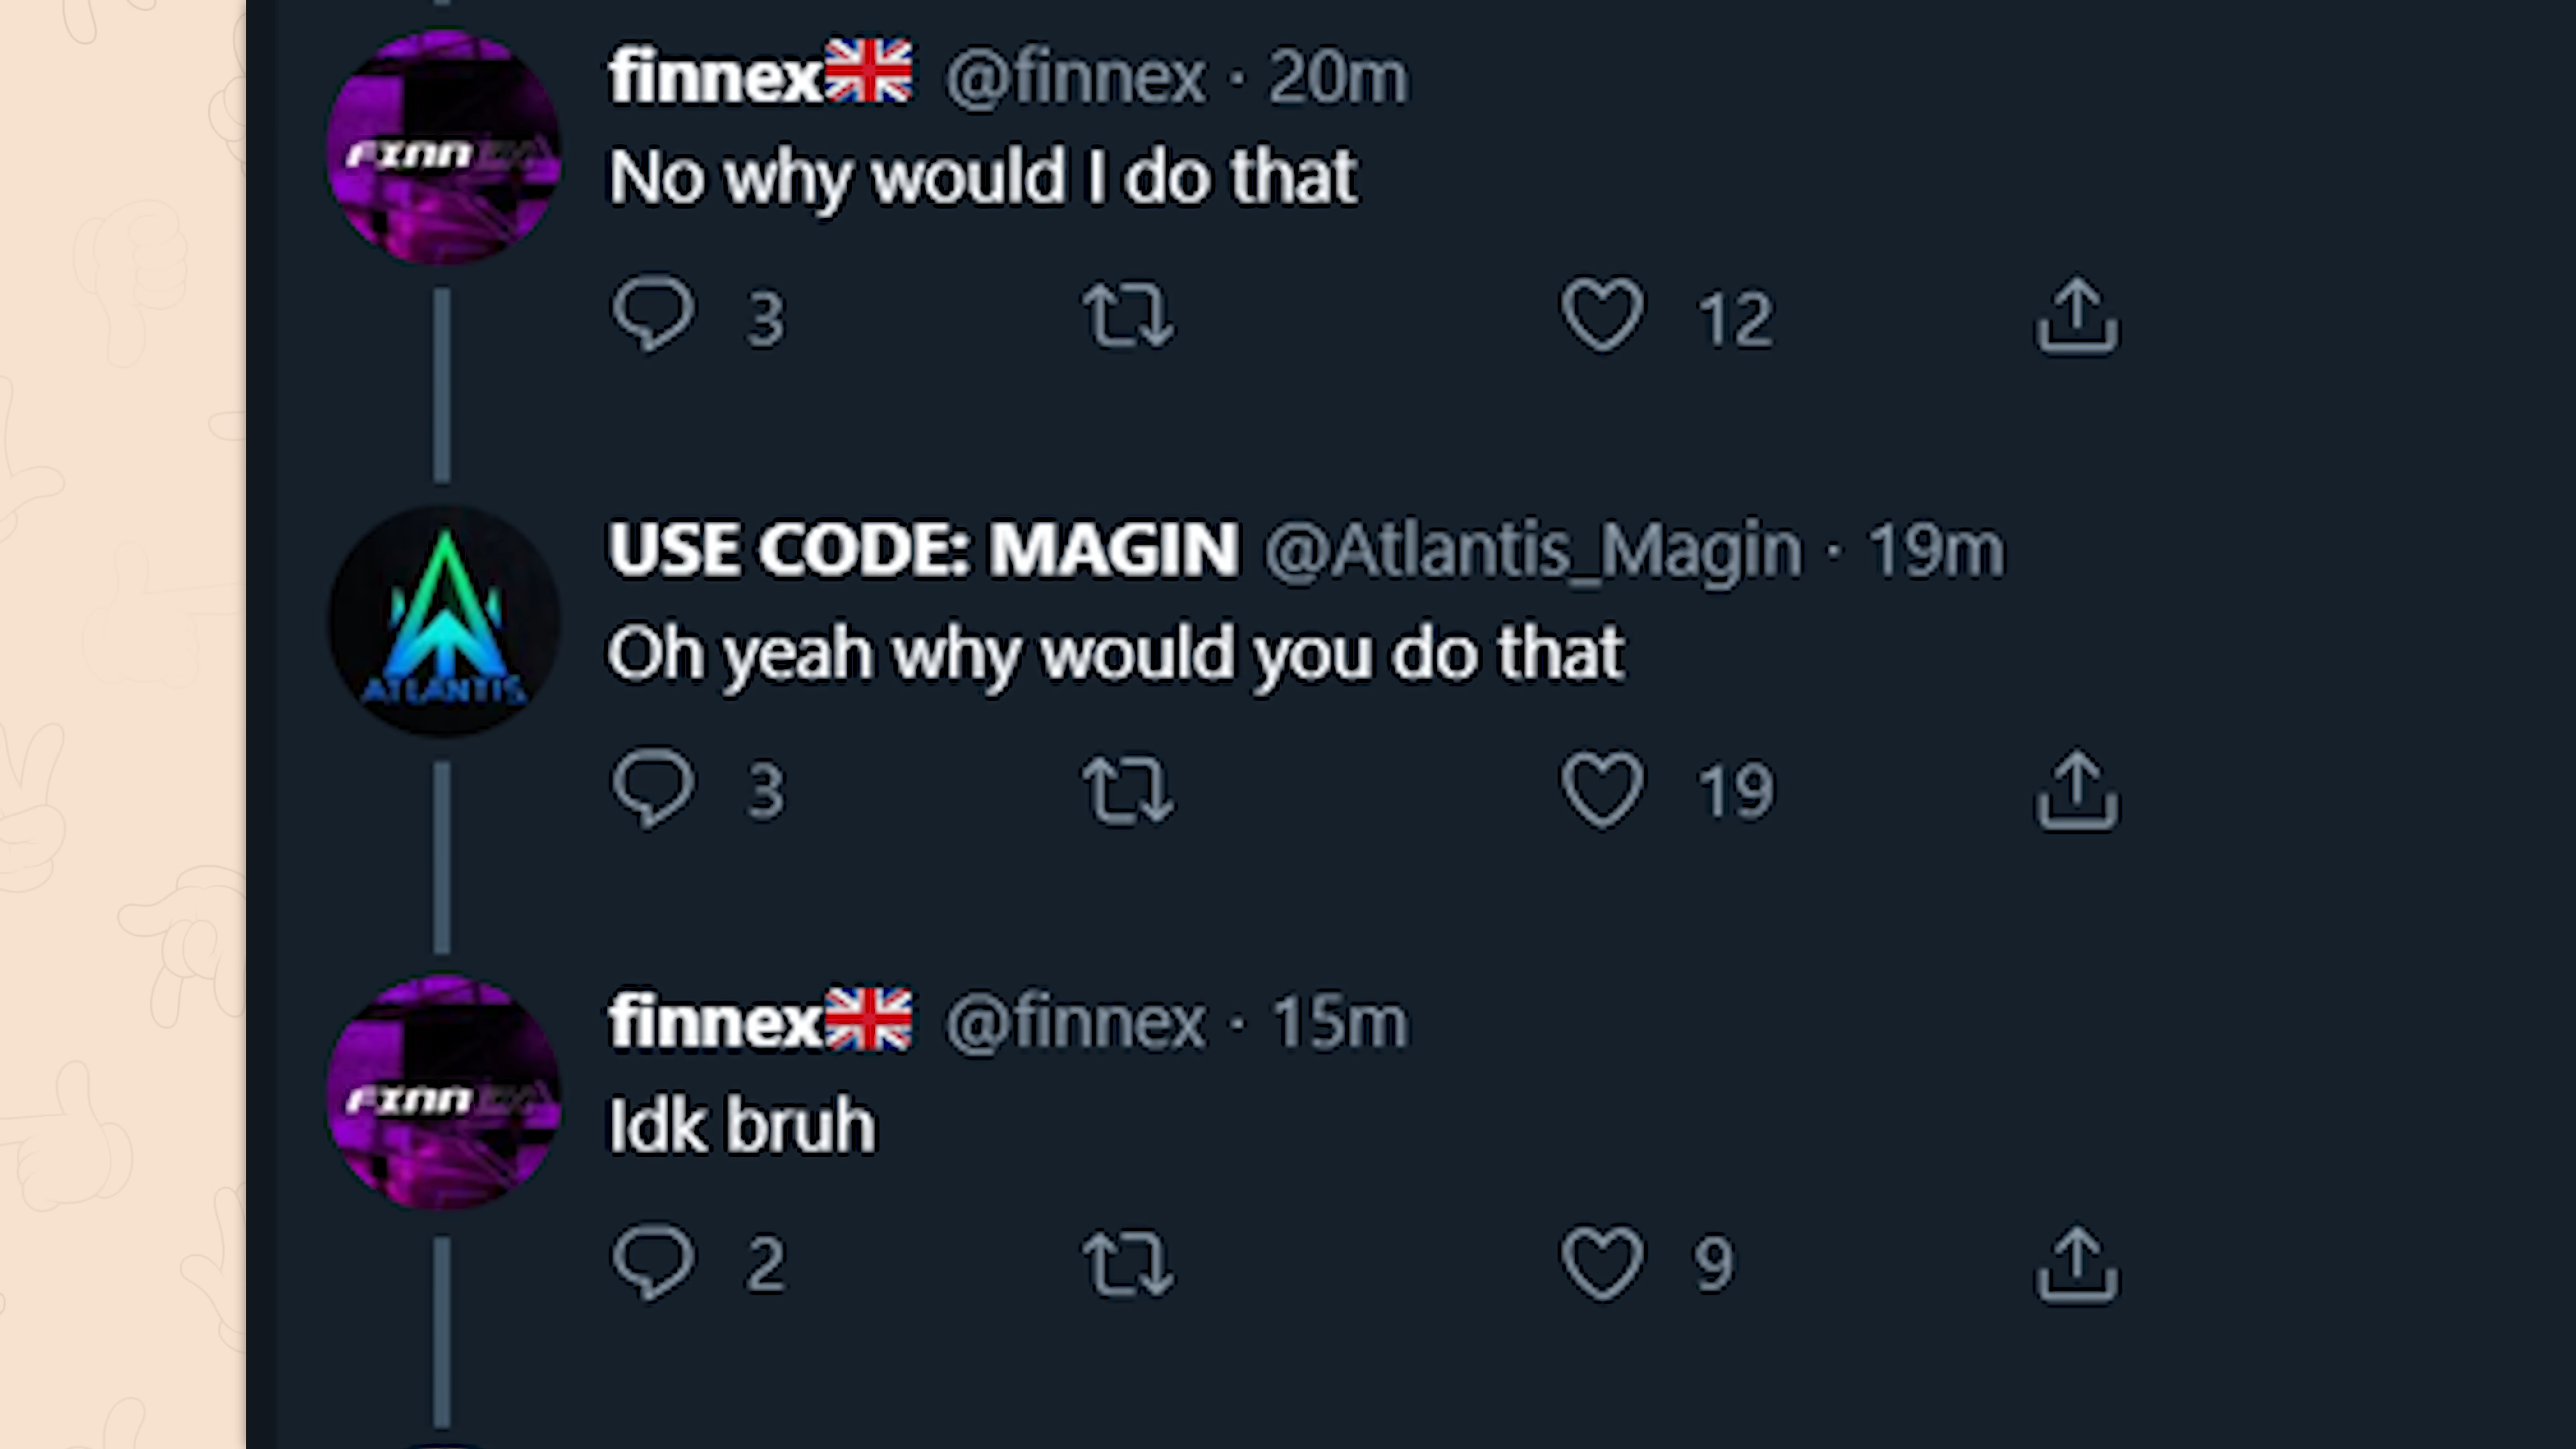 finnex🇬🇧 @finnex · 20m
No why would I do that
3 12
USE CODE: MAGIN @Atlantis_Magin · 19m
Oh yeah why would you do that
ATLANTIS
3 19
finnex🇬🇧 @finnex · 15m
Idk bruh
2 9